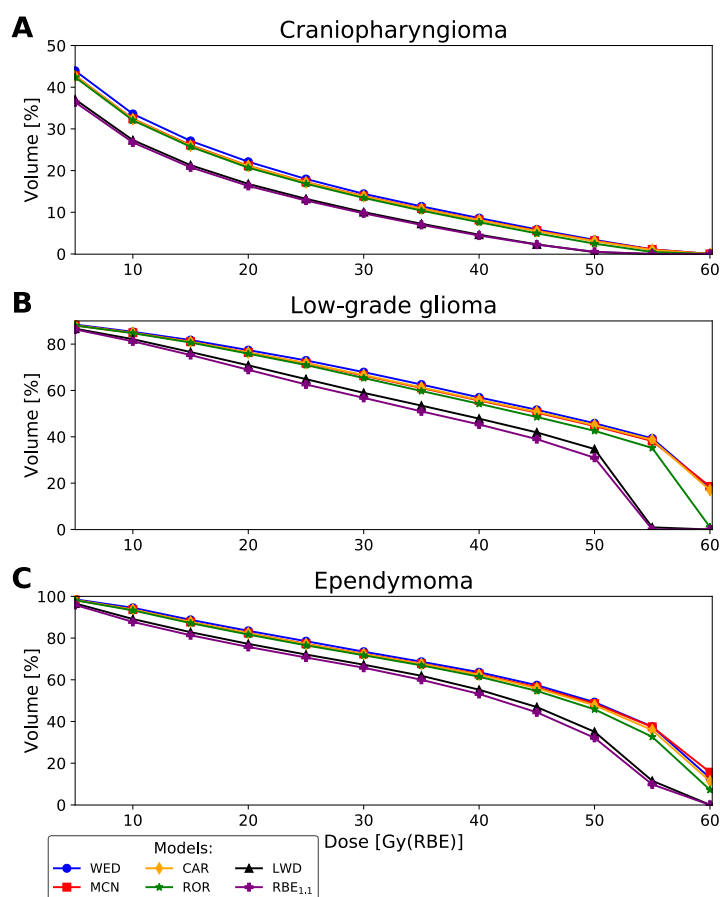 A
Craniopharyngioma
Volume [%]
50
40
30
20
10
0
10 20 30 40 50 60
B
Low-grade glioma
Volume [%]
80
60
40
20
0
10 20 30 40 50 60
C
Ependymoma
Volume [%]
100
80
60
40
20
0
10 20 30 40 50 60
Dose [Gy(RBE)]
Models:
WED CAR LWD
MCN ROR RBE1.1